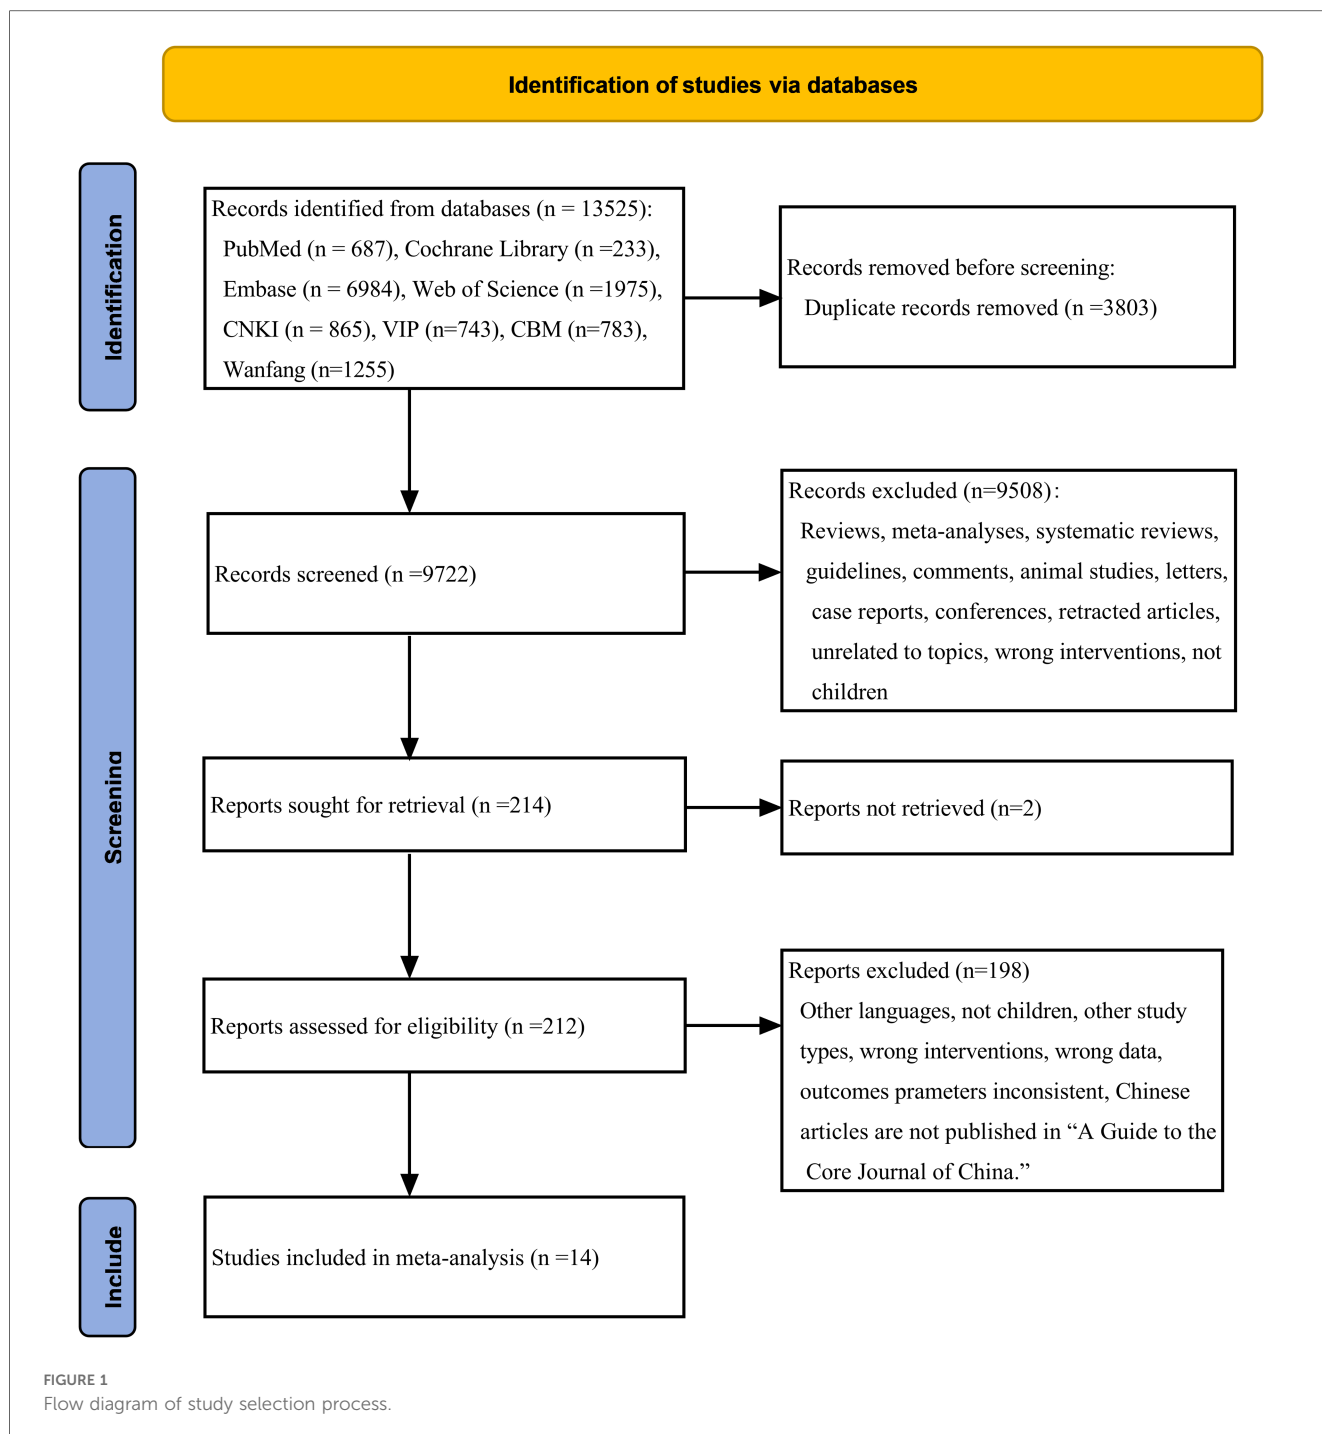 Identification of studies via databases
Identification
Records identified from databases (n = 13525):
PubMed (n = 687), Cochrane Library (n =233),
Embase (n = 6984), Web of Science (n =1975),
CNKI (n = 865), VIP (n=743), CBM (n=783),
Wanfang (n=1255)
Records removed before screening:
Duplicate records removed (n =3803)
Screening
Records screened (n =9722)
Records excluded (n=9508):
Reviews, meta-analyses, systematic reviews,
guidelines, comments, animal studies, letters,
case reports, conferences, retracted articles,
unrelated to topics, wrong interventions, not
children
Reports sought for retrieval (n =214)
Reports not retrieved (n=2)
Reports assessed for eligibility (n =212)
Reports excluded (n=198)
Other languages, not children, other study
types, wrong interventions, wrong data,
outcomes prameters inconsistent, Chinese
articles are not published in “A Guide to the
Core Journal of China.”
Include
Studies included in meta-analysis (n =14)
FIGURE 1
Flow diagram of study selection process.